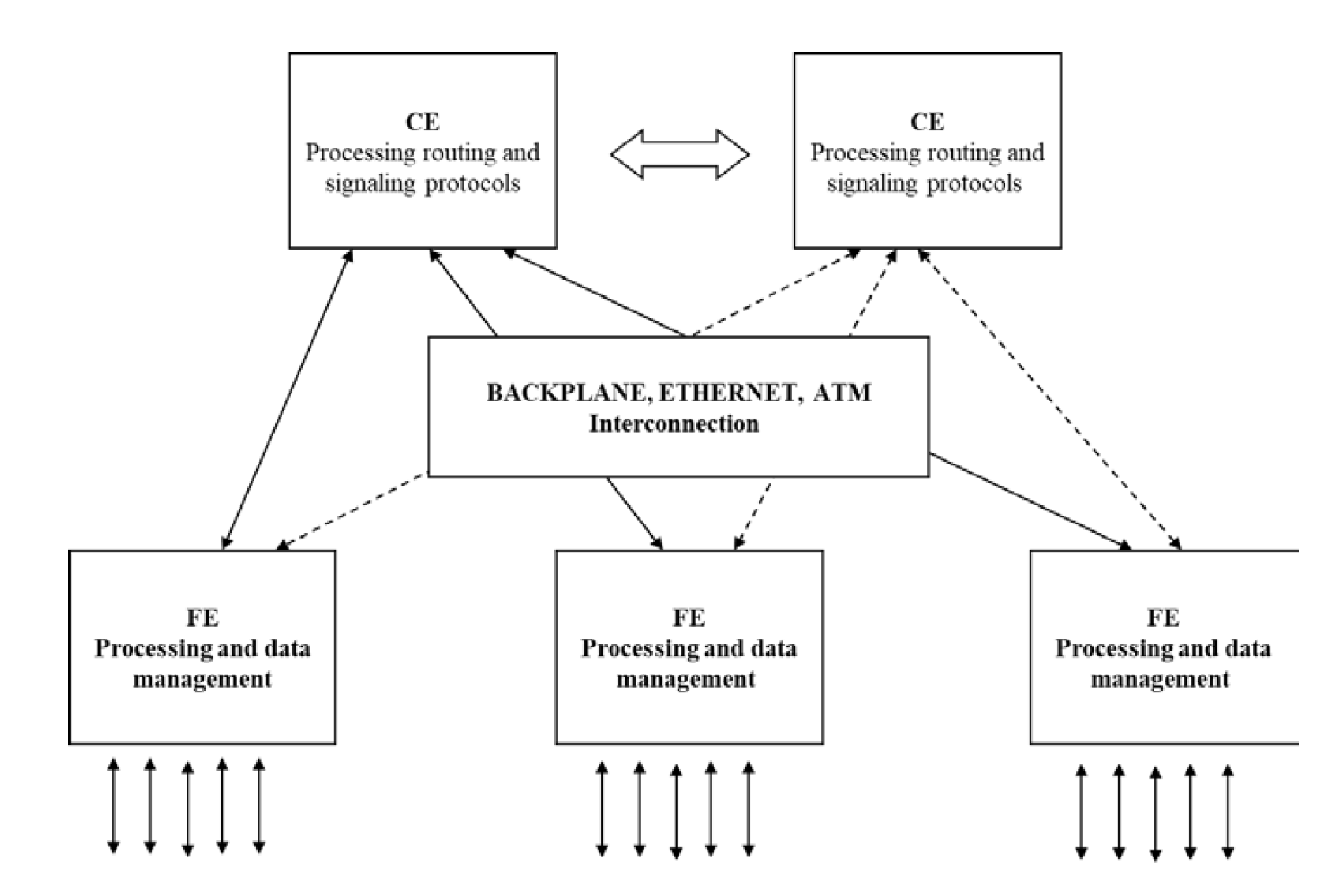 CE
Processing routing and
signaling protocols
CE
Processing routing and
signaling protocols
BACKPLANE, ETHERNET, ATM
Interconnection
FE
Processing and data
management
FE
Processing and data
management
FE
Processing and data
management